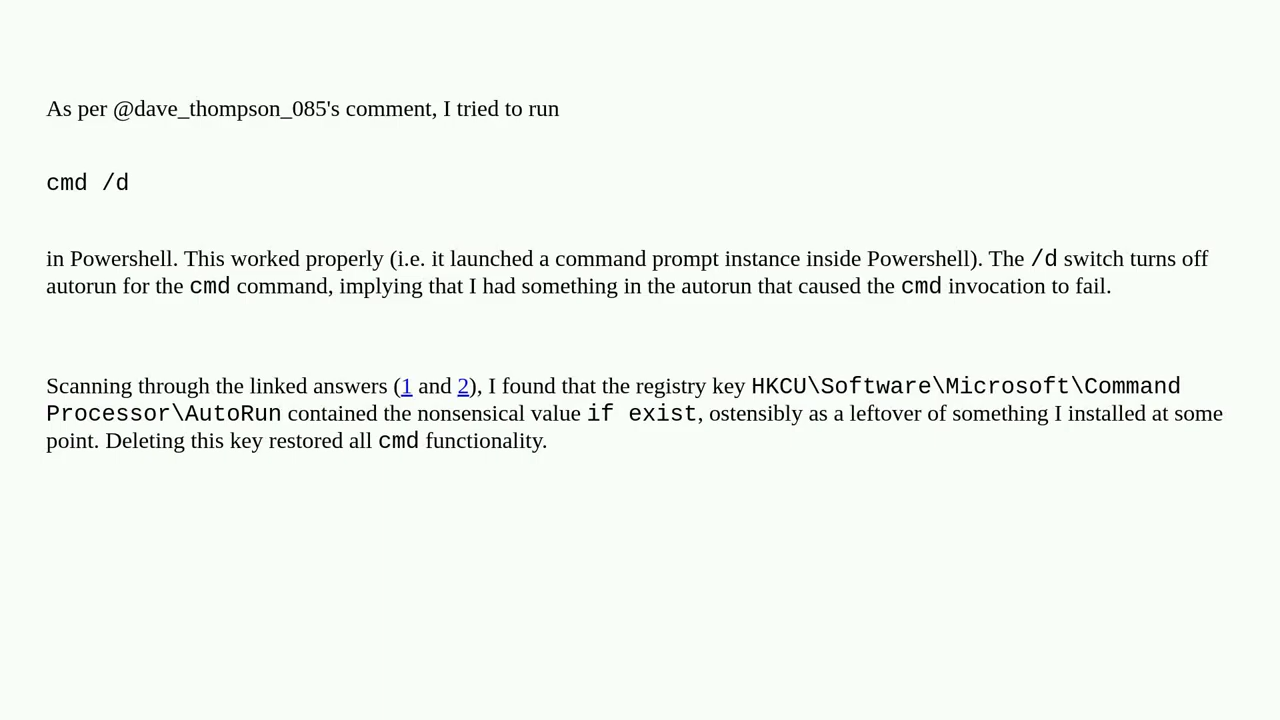 As per @dave_thompson_085's comment, I tried to run
cmd /d
in Powershell. This worked properly (i.e. it launched a command prompt instance inside Powershell). The /d switch turns off
autorun for the cmd command, implying that I had something in the autorun that caused the cmd invocation to fail.
Scanning through the linked answers (1 and 2), I found that the registry key HKCU\Software\Microsoft\Command
Processor\AutoRun contained the nonsensical value if exist, ostensibly as a leftover of something I installed at some
point. Deleting this key restored all cmd functionality.